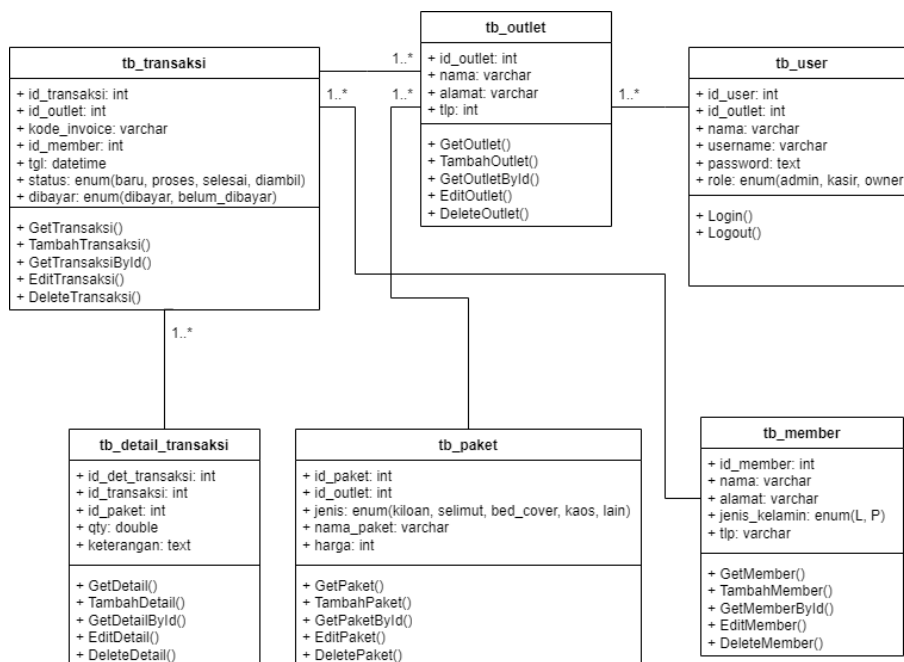 tb_transaksi
+ id_transaksi: int
+ id_outlet: int
+ kode_invoice: varchar
+ id_member: int
+ tgl: datetime
+ status: enum(baru, proses, selesai, diambil)
+ dibayar: enum(dibayar, belum_dibayar)
+ GetTransaksi()
+ TambahTransaksi()
+ GetTransaksiById()
+ EditTransaksi()
+ DeleteTransaksi()
1..*
1..*
1..*
1..*
tb_outlet
+ id_outlet: int
+ nama: varchar
+ alamat: varchar
+ tlp: int
+ GetOutlet()
+ TambahOutlet()
+ GetOutletById()
+ EditOutlet()
+ DeleteOutlet()
1..*
tb_user
+ id_user: int
+ id_outlet: int
+ nama: varchar
+ username: varchar
+ password: text
+ role: enum(admin, kasir, owner
+ Login()
+ Logout()
tb_detail_transaksi
+ id_det_transaksi: int
+ id_transaksi: int
+ id_paket: int
+ qty: double
+ keterangan: text
+ GetDetail()
+ TambahDetail()
+ GetDetailById()
+ EditDetail()
+ DeleteDetail()
tb_paket
+ id_paket: int
+ id_outlet: int
+ jenis: enum(kiloan, selimut, bed_cover, kaos, lain)
+ nama_paket: varchar
+ harga: int
+ GetPaket()
+ TambahPaket()
+ GetPaketById()
+ EditPaket()
+ DeletePaket()
tb_member
+ id_member: int
+ nama: varchar
+ alamat: varchar
+ jenis_kelamin: enum(L, P)
+ tlp: varchar
+ GetMember()
+ TambahMember()
+ GetMemberById()
+ EditMember()
+ DeleteMember()